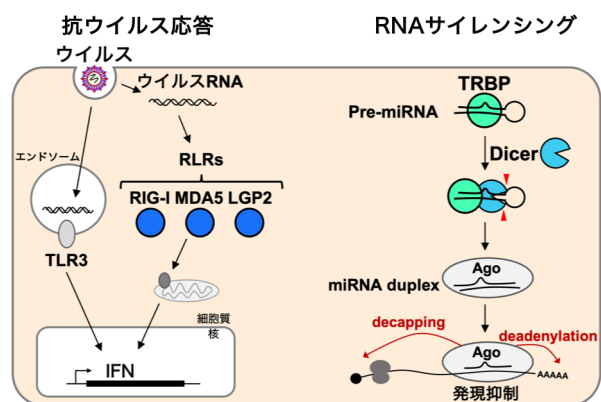 抗ウイルス応答
RNAサイレンシング
ウイルス
ウイルスRNA
エンドソーム
RLRs
RIG-I MDA5 LGP2
TLR3
細胞質
核
IFN
TRBP
Pre-miRNA
Dicer
Ago
miRNA duplex
decapping
deadenylation
Ago
AAAAA
発現抑制